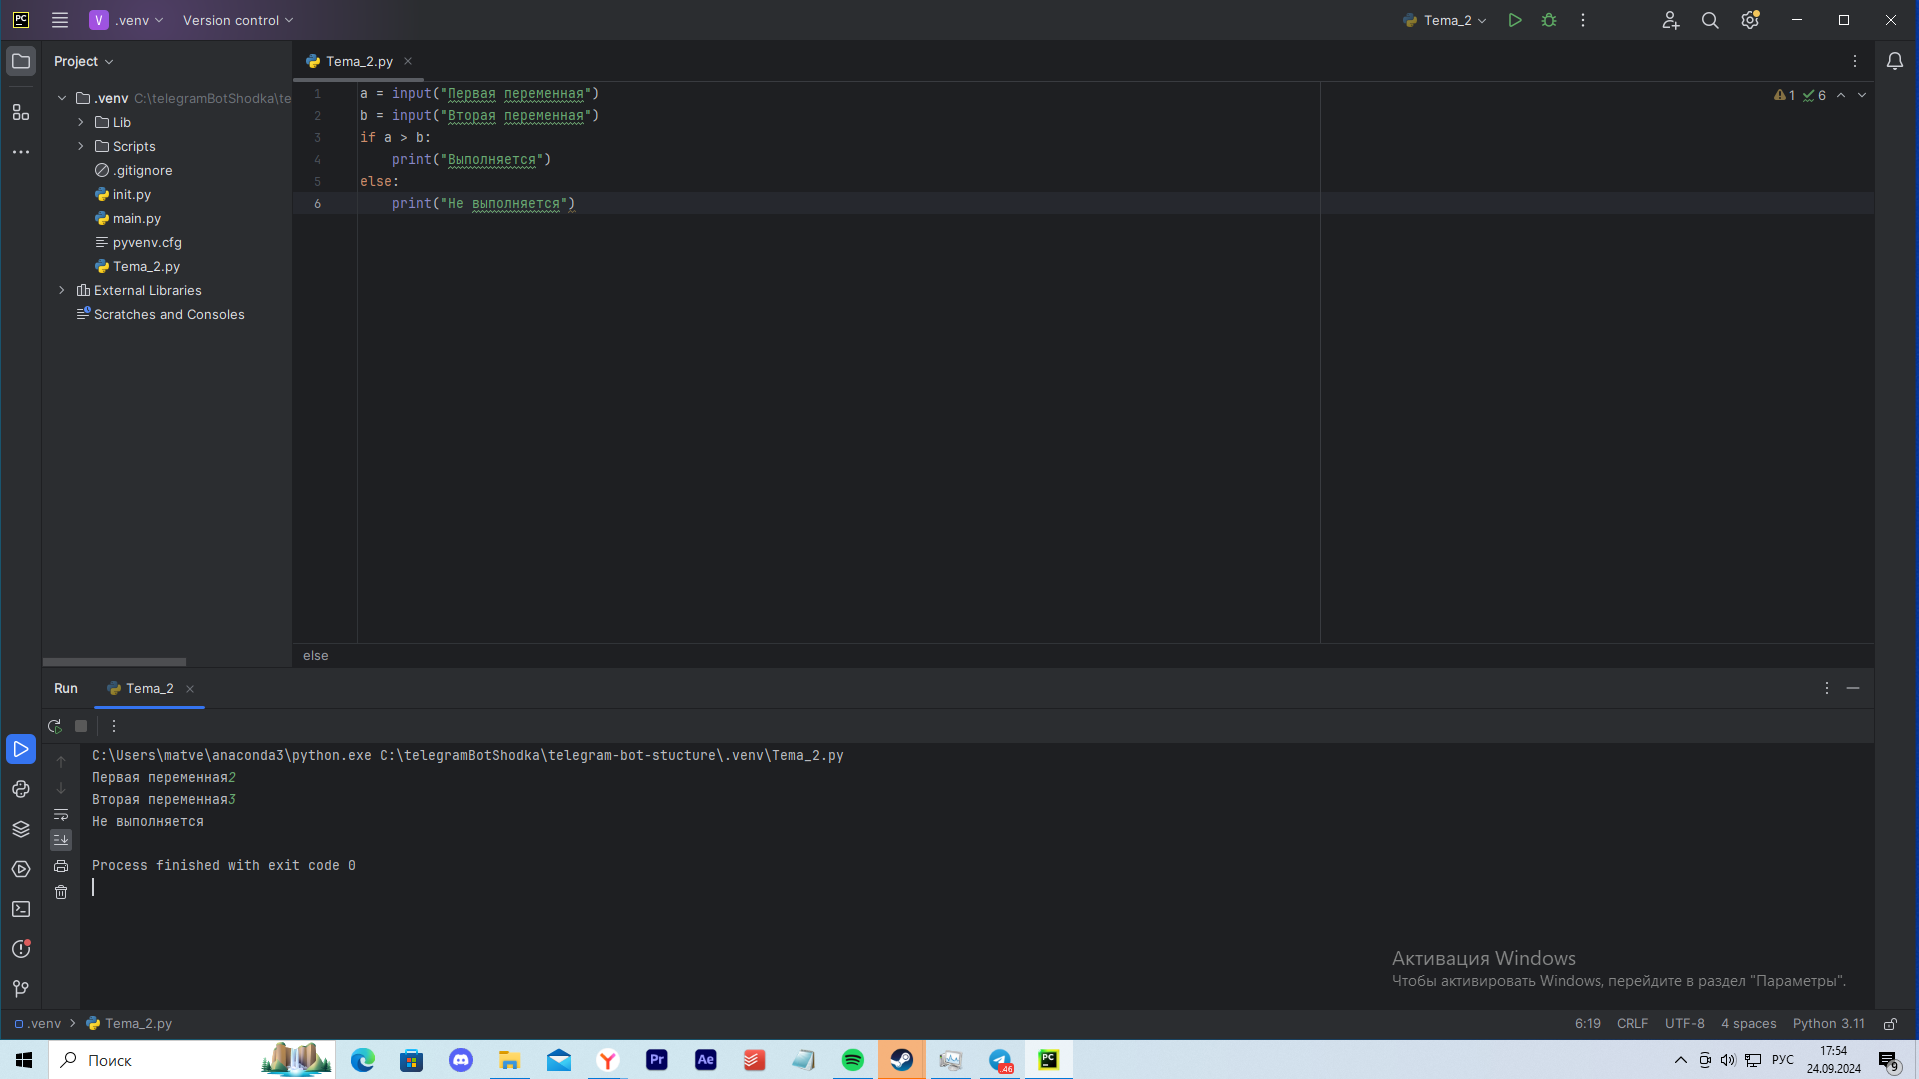 PC
V .venv Version control Tema_2
Project
Tema_2.py
.venv C:\telegramBotShodka\te
Lib
Scripts
.gitignore
init.py
main.py
pyvenv.cfg
Tema_2.py
External Libraries
Scratches and Consoles
1 a = input("Первая переменная")
2 b = input("Вторая переменная")
3 if a > b:
4 print("Выполняется")
5 else:
6 print("Не выполняется")
1 6
else
Run Tema_2
C:\Users\matve\anaconda3\python.exe C:\telegramBotShodka\telegram-bot-stucture\.venv\Tema_2.py
Первая переменная2
Вторая переменная3
Не выполняется
Process finished with exit code 0
Активация Windows
Чтобы активировать Windows, перейдите в раздел "Параметры".
.venv Tema_2.py 6:19 CRLF UTF-8 4 spaces Python 3.11
Поиск Y Pr Ae 46 PC РУС 17:54
24.09.2024 9